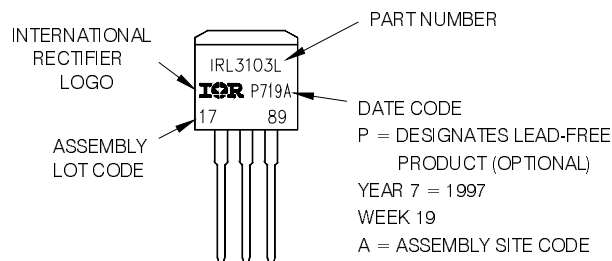 INTERNATIONAL
RECTIFIER
LOGO
PART NUMBER
IRL3103L
IOR P719A
17 89
ASSEMBLY
LOT CODE
DATE CODE
P = DESIGNATES LEAD-FREE
PRODUCT (OPTIONAL)
YEAR 7 = 1997
WEEK 19
A = ASSEMBLY SITE CODE